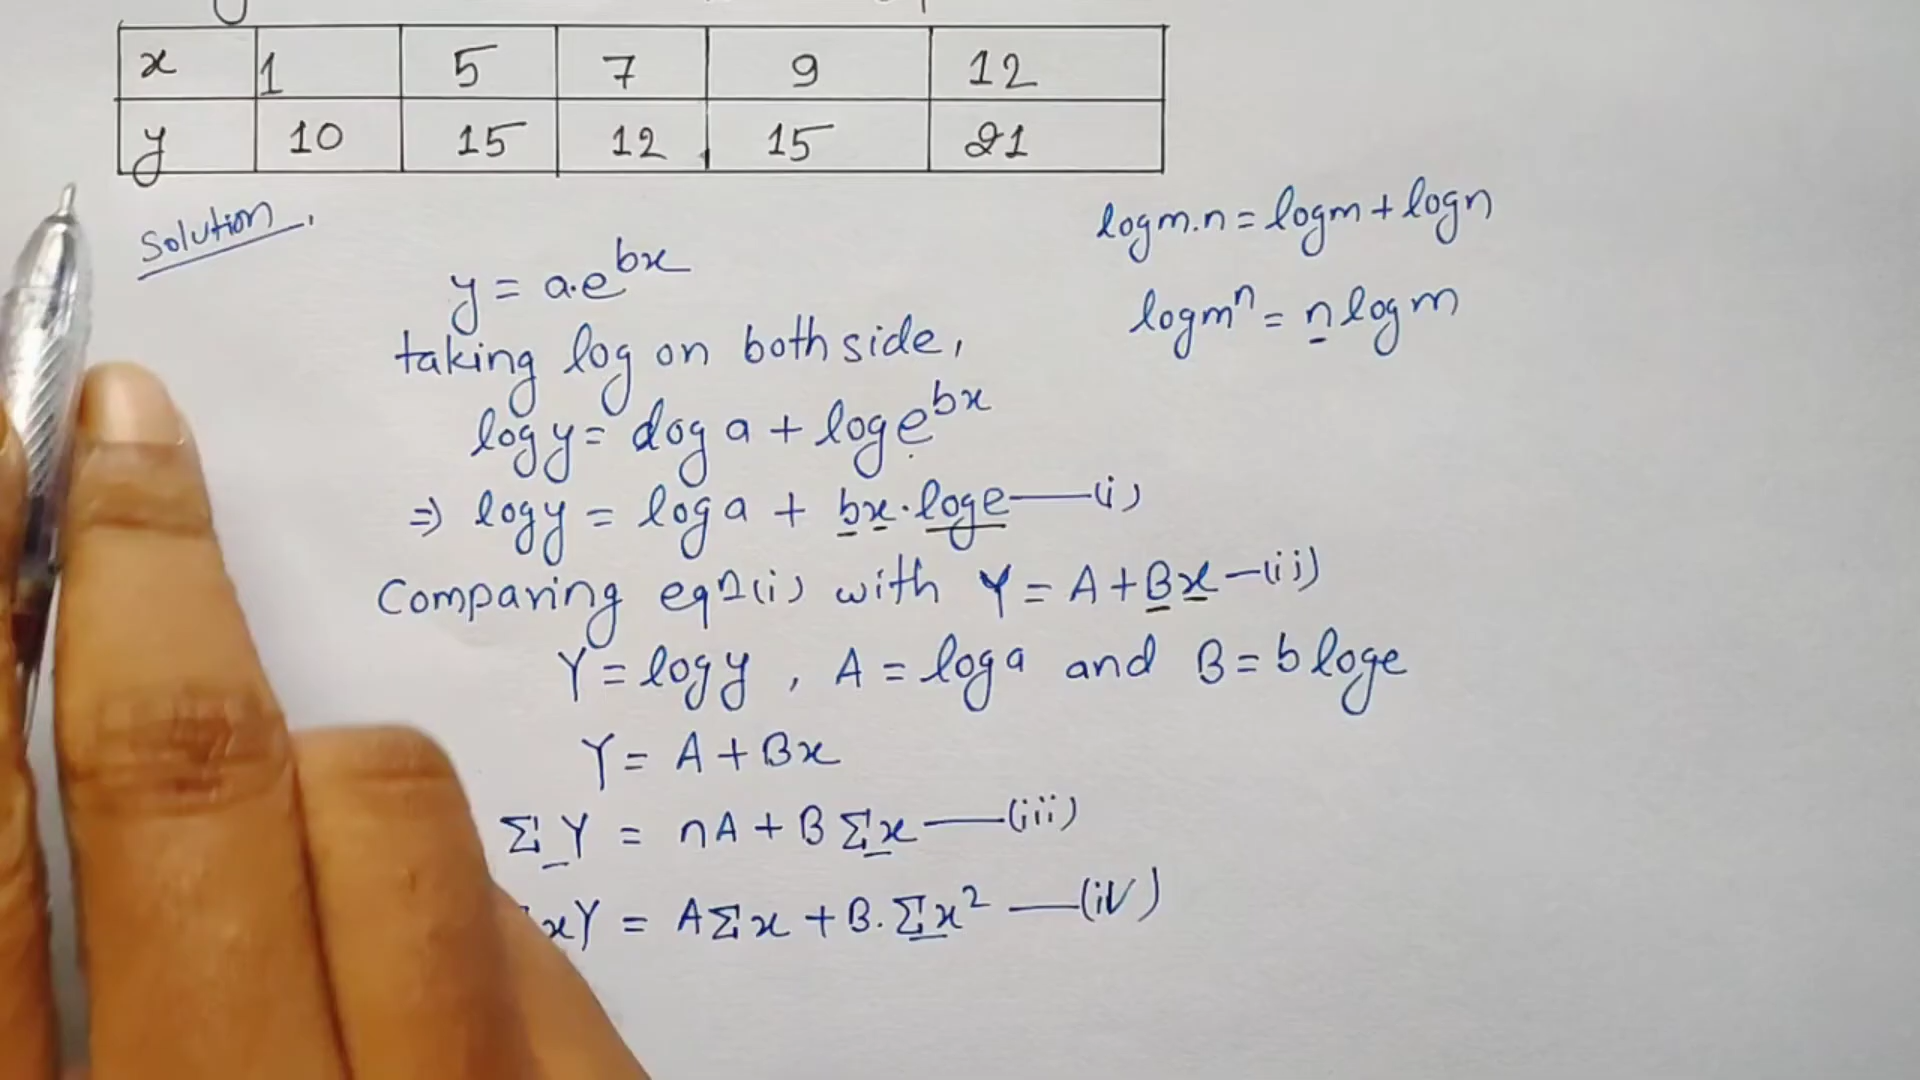 x 1 5 7 9 12
y 10 15 12 15 21
Solution.
log m.n = log m + log n
y = a.e^{bx}
log m^n = n log m
taking log on both side,
log y = log a + log e^{bx}
⇒ log y = log a + bx. log e —(i)
Comparing eqn(i) with Y = A + Bx —(ii)
Y = log y , A = log a and B = b log e
Y = A + Bx
Σ Y = nA + B Σx —(iii)
xY = AΣx + B. Σx² —(iv)